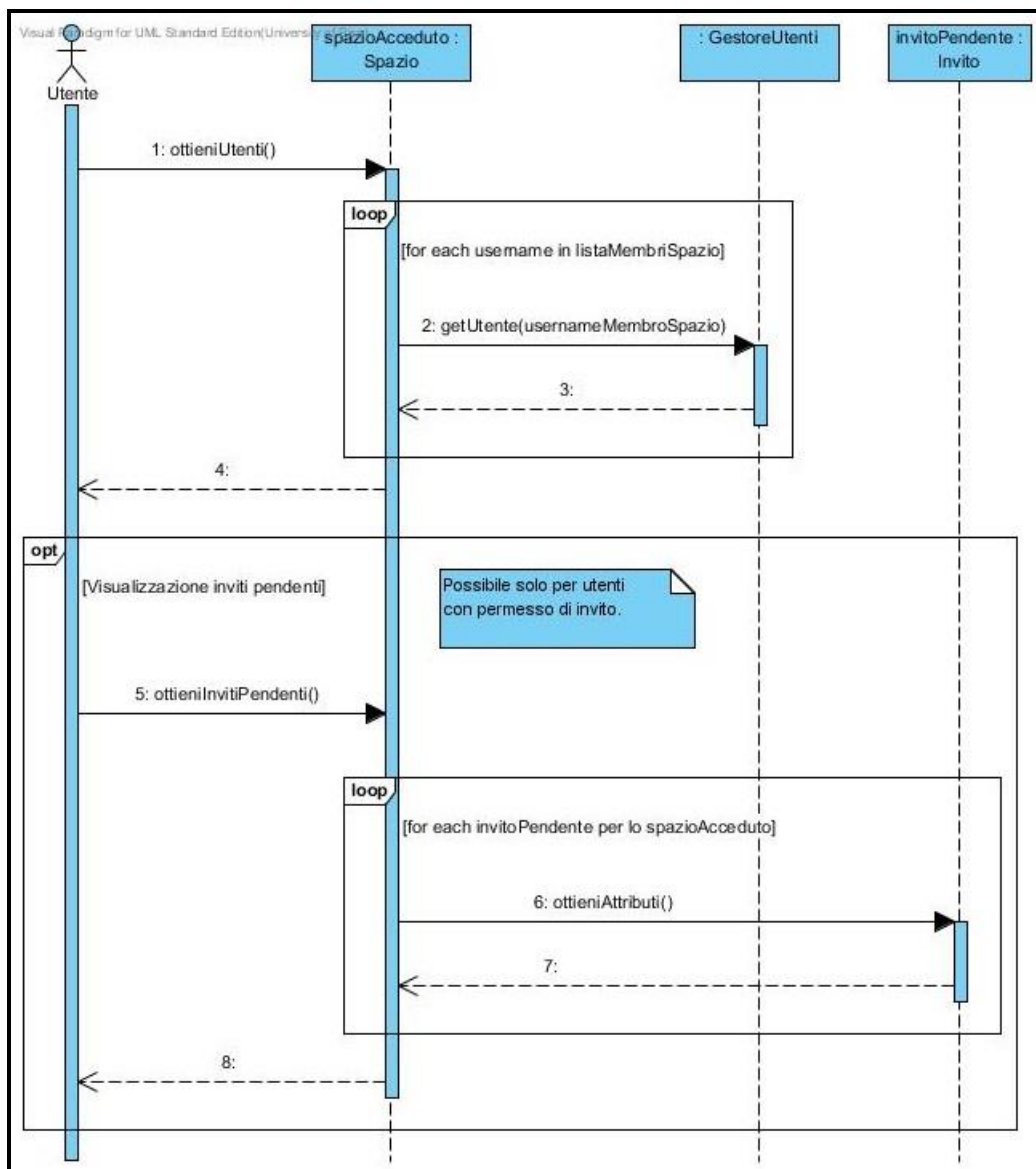 Visual Paradigm for UML Standard Edition(University
spazioAcceduto :
Spazio
: GestoreUtenti
invitoPendente :
Invito
Utente
1: ottieniUtenti()
loop
[for each username in listaMembriSpazio]
2: getUtente(usernameMembroSpazio)
3:
4:
opt
[Visualizzazione inviti pendenti]
Possibile solo per utenti
con permesso di invito.
5: ottieniInvitiPendenti()
loop
[for each invitoPendente per lo spazioAcceduto]
6: ottieniAttributi()
7:
8: